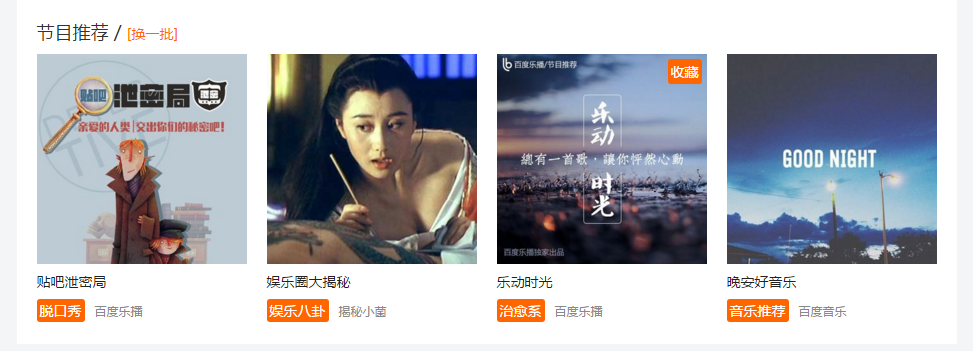 节目推荐 / [换一批]
贴吧 泄密局
亲爱的人类 | 交出你们的秘密吧!
百度乐播/节目推荐
收藏
乐动
總有一首歌,讓你怦然心動
时光
百度乐播独家出品
GOOD NIGHT
贴吧泄密局
娱乐圈大揭秘
乐动时光
晚安好音乐
脱口秀 百度乐播
娱乐八卦 揭秘小菌
治愈系 百度乐播
音乐推荐 百度音乐